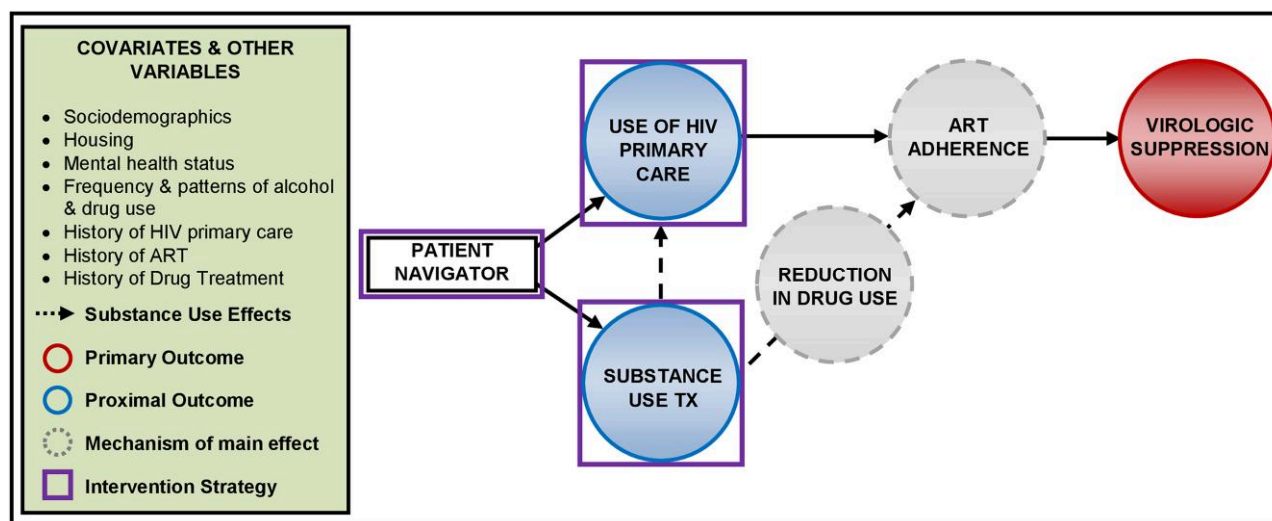 COVARIATES & OTHER
VARIABLES
• Sociodemographics
• Housing
• Mental health status
• Frequency & patterns of alcohol
& drug use
• History of HIV primary care
• History of ART
• History of Drug Treatment
Substance Use Effects
Primary Outcome
Proximal Outcome
Mechanism of main effect
Intervention Strategy
PATIENT
NAVIGATOR
USE OF HIV
PRIMARY
CARE
SUBSTANCE
USE TX
REDUCTION
IN DRUG USE
ART
ADHERENCE
VIROLOGIC
SUPPRESSION